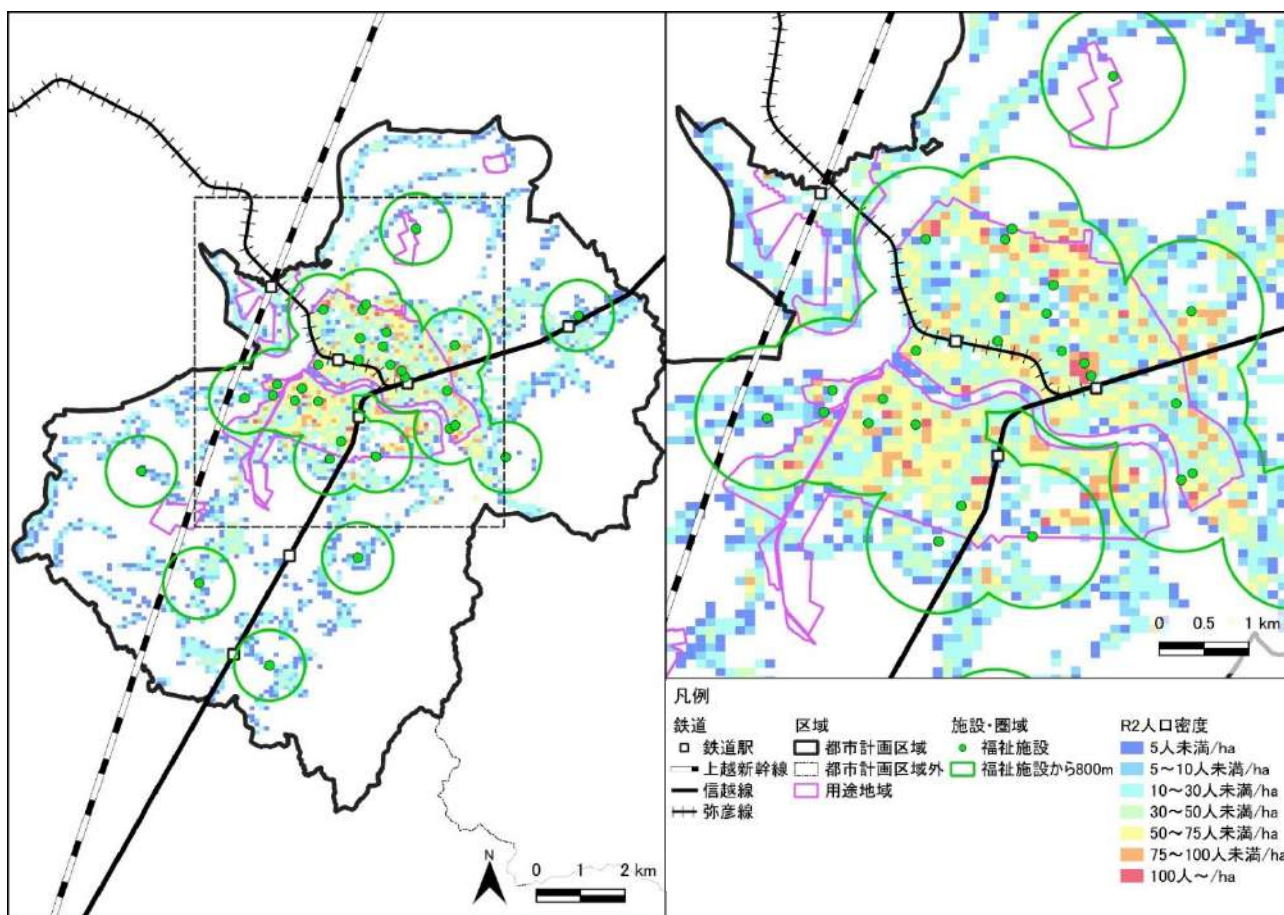 N
0 1 2 km
0 0.5 1 km
凡例
鉄道
鉄道駅
上越新幹線
信越線
弥彦線
区域
都市計画区域
都市計画区域外
用途地域
施設・圏域
福祉施設
福祉施設から800m
R2人口密度
5人未満/ha
5~10人未満/ha
10~30人未満/ha
30~50人未満/ha
50~75人未満/ha
75~100人未満/ha
100人~/ha